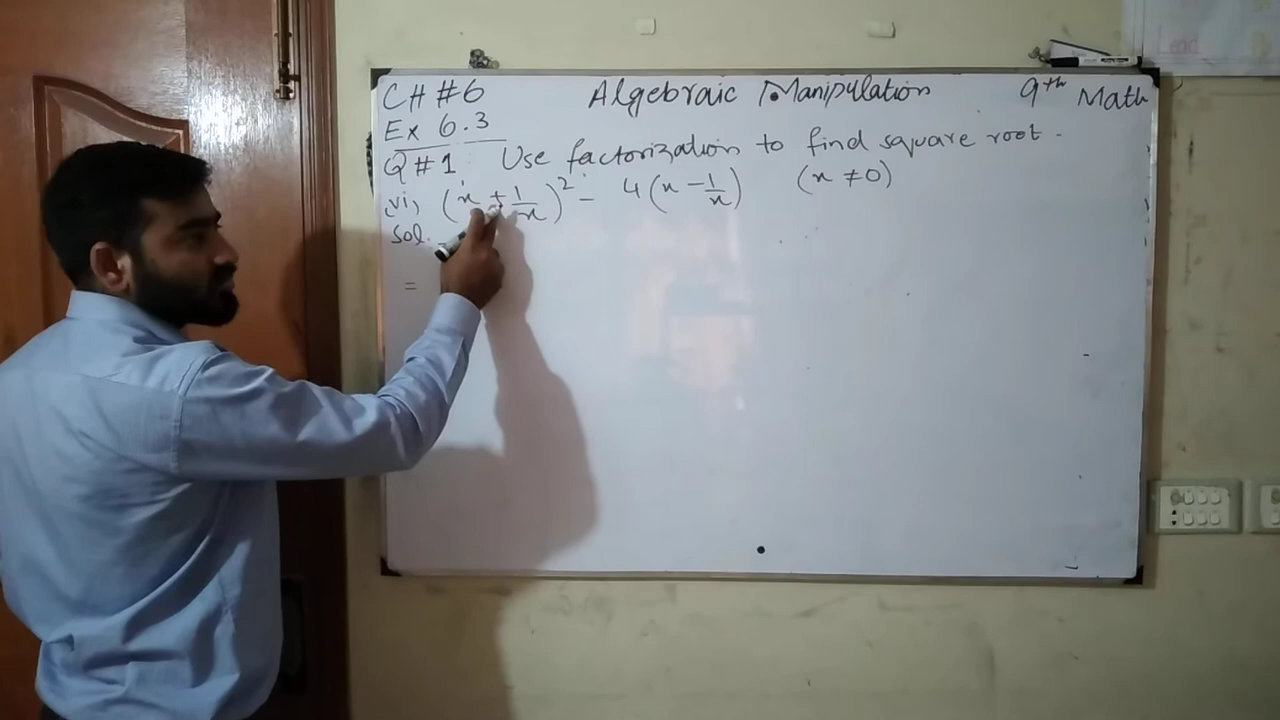 CH #6 Algebraic Manipulation 9th Math
Ex 6.3
Q #1 Use factorization to find square root.
(vi) (x + 1/x)² - 4(x - 1/x) (x ≠ 0)
Sol.
=